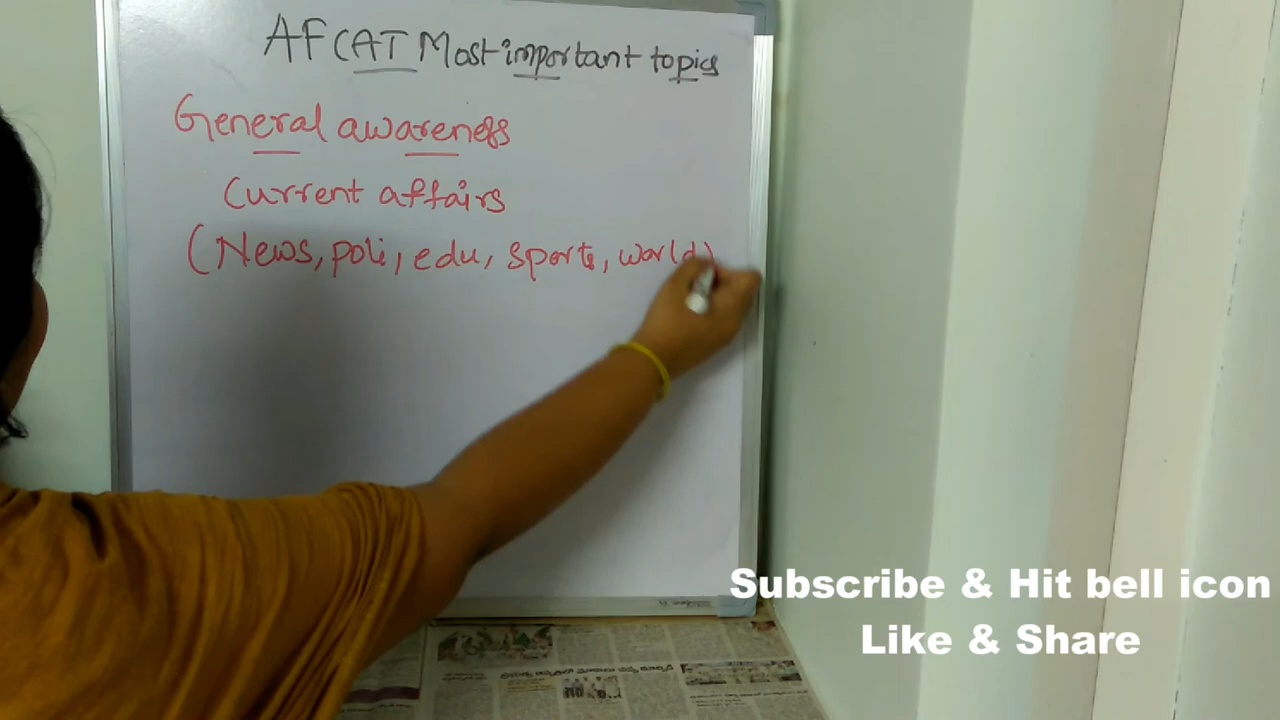 AFCAT Most important topics
General awareness
Current affairs
(News, poli, edu, sports, world)
Subscribe & Hit bell icon
Like & Share